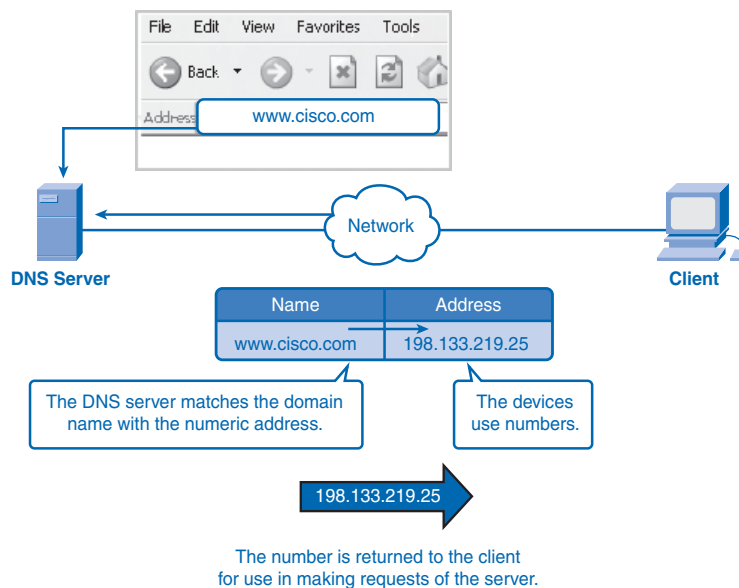 File Edit View Favorites Tools
Back
Address
www.cisco.com
Network
DNS Server
Client
Name Address
www.cisco.com 198.133.219.25
The DNS server matches the domain
name with the numeric address.
The devices
use numbers.
198.133.219.25
The number is returned to the client
for use in making requests of the server.